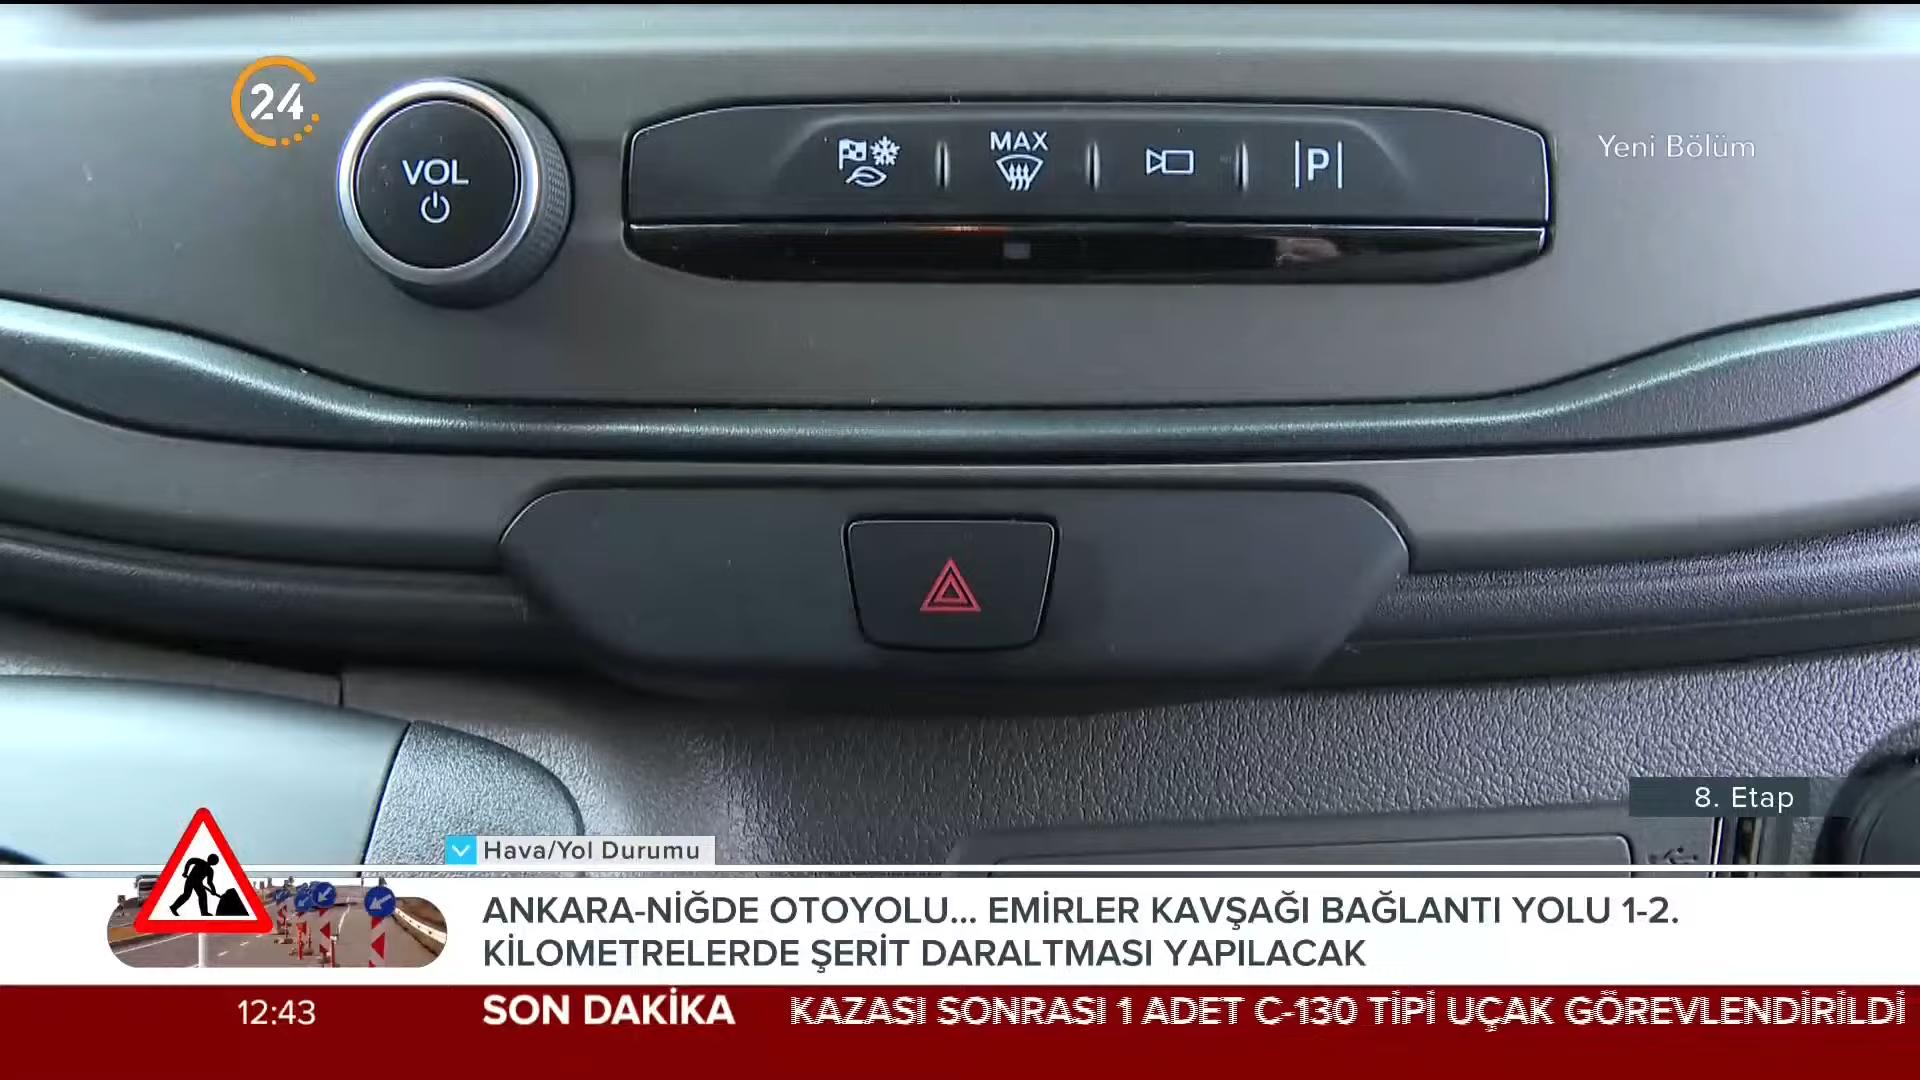 24
VOL
MAX
|P|
Yeni Bölüm
8. Etap
Hava/Yol Durumu
ANKARA-NİĞDE OTOYOLU... EMİRLER KAVŞAĞI BAĞLANTI YOLU 1-2.
KİLOMETRELERDE ŞERİT DARALTMASI YAPILACAK
12:43
SON DAKİKA
KAZASI SONRASI 1 ADET C-130 TİPİ UÇAK GÖREVLENDİRİLDİ